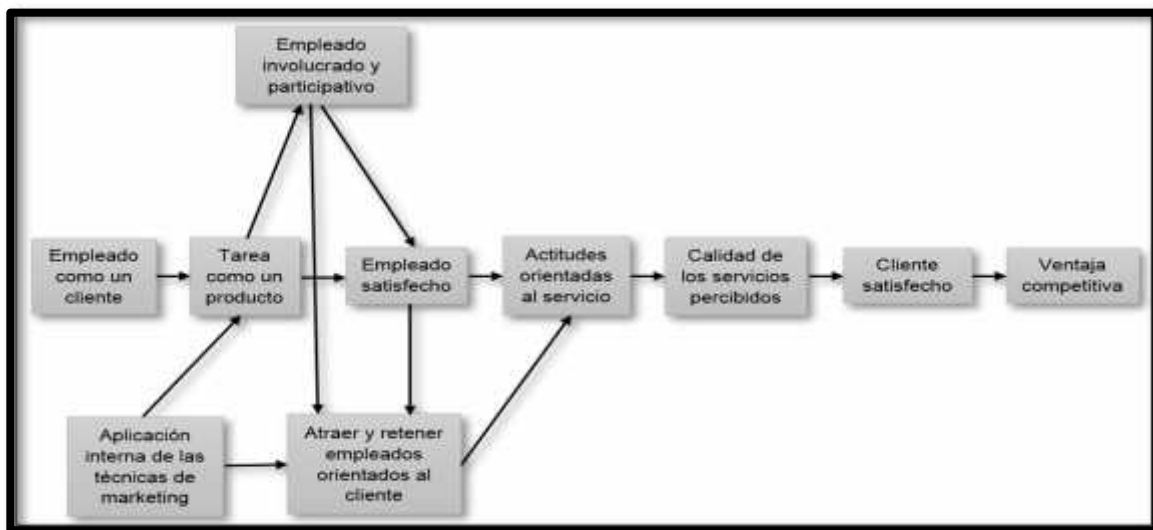 Empleado
involucrado y
participativo
Empleado
como un
cliente
Tarea
como un
producto
Empleado
satisfecho
Actitudes
orientadas
al servicio
Calidad de
los servicios
percibidos
Cliente
satisfecho
Ventaja
competitiva
Aplicación
interna de las
técnicas de
marketing
Atraer y retener
empleados
orientados al
cliente